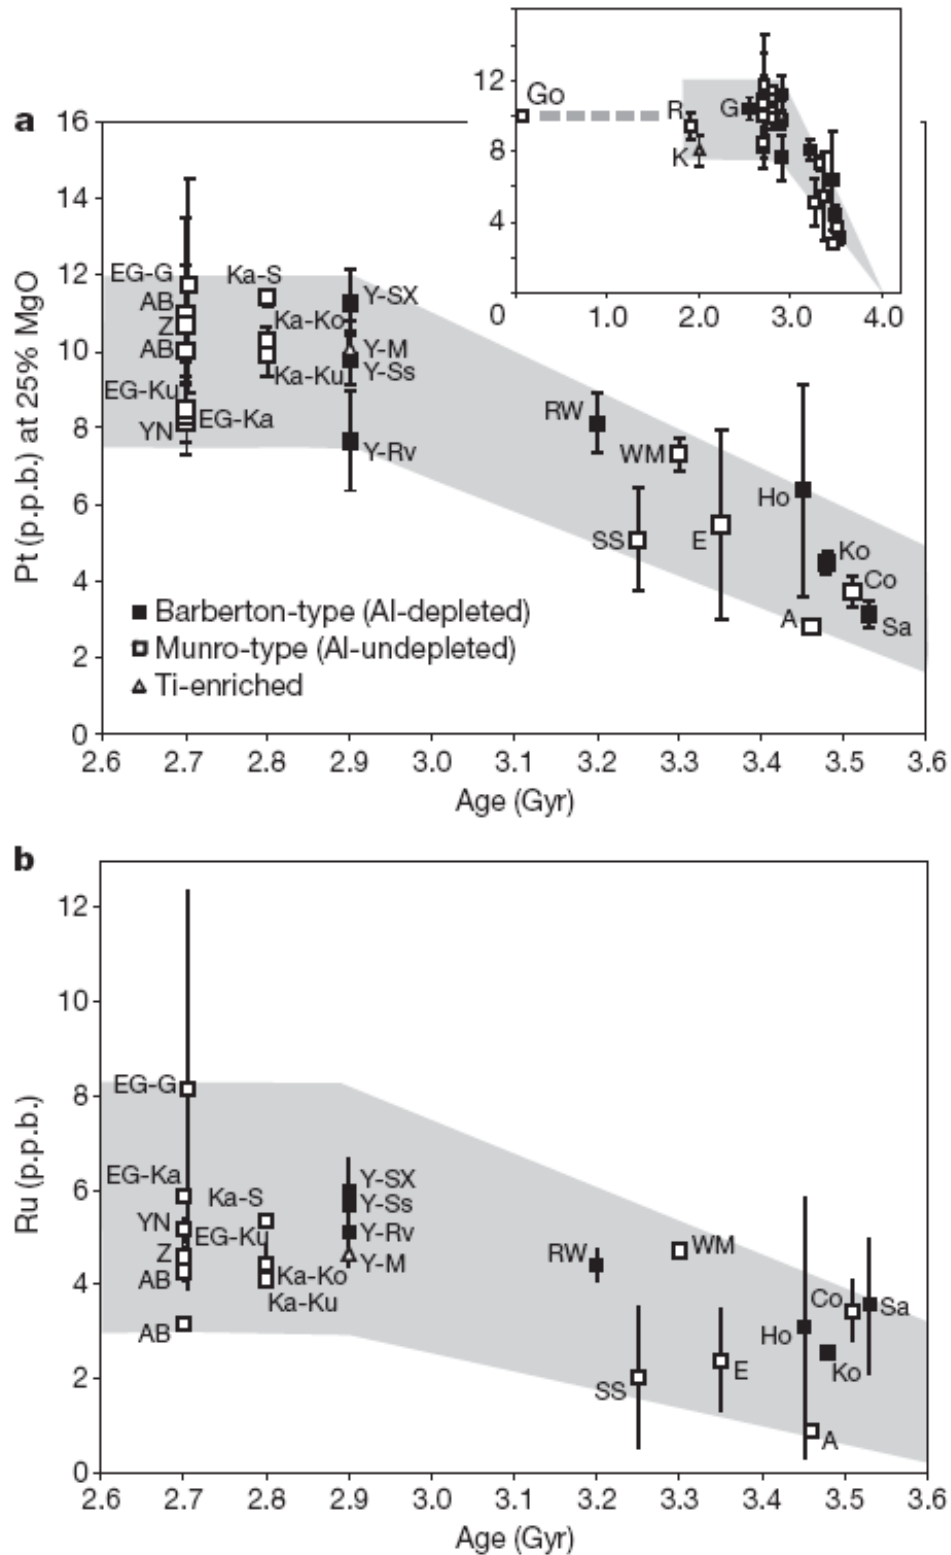 a
Pt (p.p.b.) at 25% MgO
16
14
12
10
8
6
4
2
0
EG-G
AB
Z
AB
EG-Ku
EG-Ka
YN
Ka-S
Ka-Ko
Ka-Ku
Y-SX
Y-M
Y-Ss
Y-Rv
RW
WM
SS
E
Ho
Ko
Co
A
Sa
Barberton-type (Al-depleted)
Munro-type (Al-undepleted)
Ti-enriched
2.6 2.7 2.8 2.9 3.0 3.1 3.2 3.3 3.4 3.5 3.6
Age (Gyr)
12
8
4
Go
R
K
G
0 1.0 2.0 3.0 4.0
b
Ru (p.p.b.)
12
10
8
6
4
2
0
EG-G
EG-Ka
YN
EG-Ku
Z
AB
AB
Ka-S
Ka-Ko
Ka-Ku
Y-SX
Y-Ss
Y-Rv
Y-M
RW
WM
SS
E
Ho
Ko
Co
Sa
A
2.6 2.7 2.8 2.9 3.0 3.1 3.2 3.3 3.4 3.5 3.6
Age (Gyr)